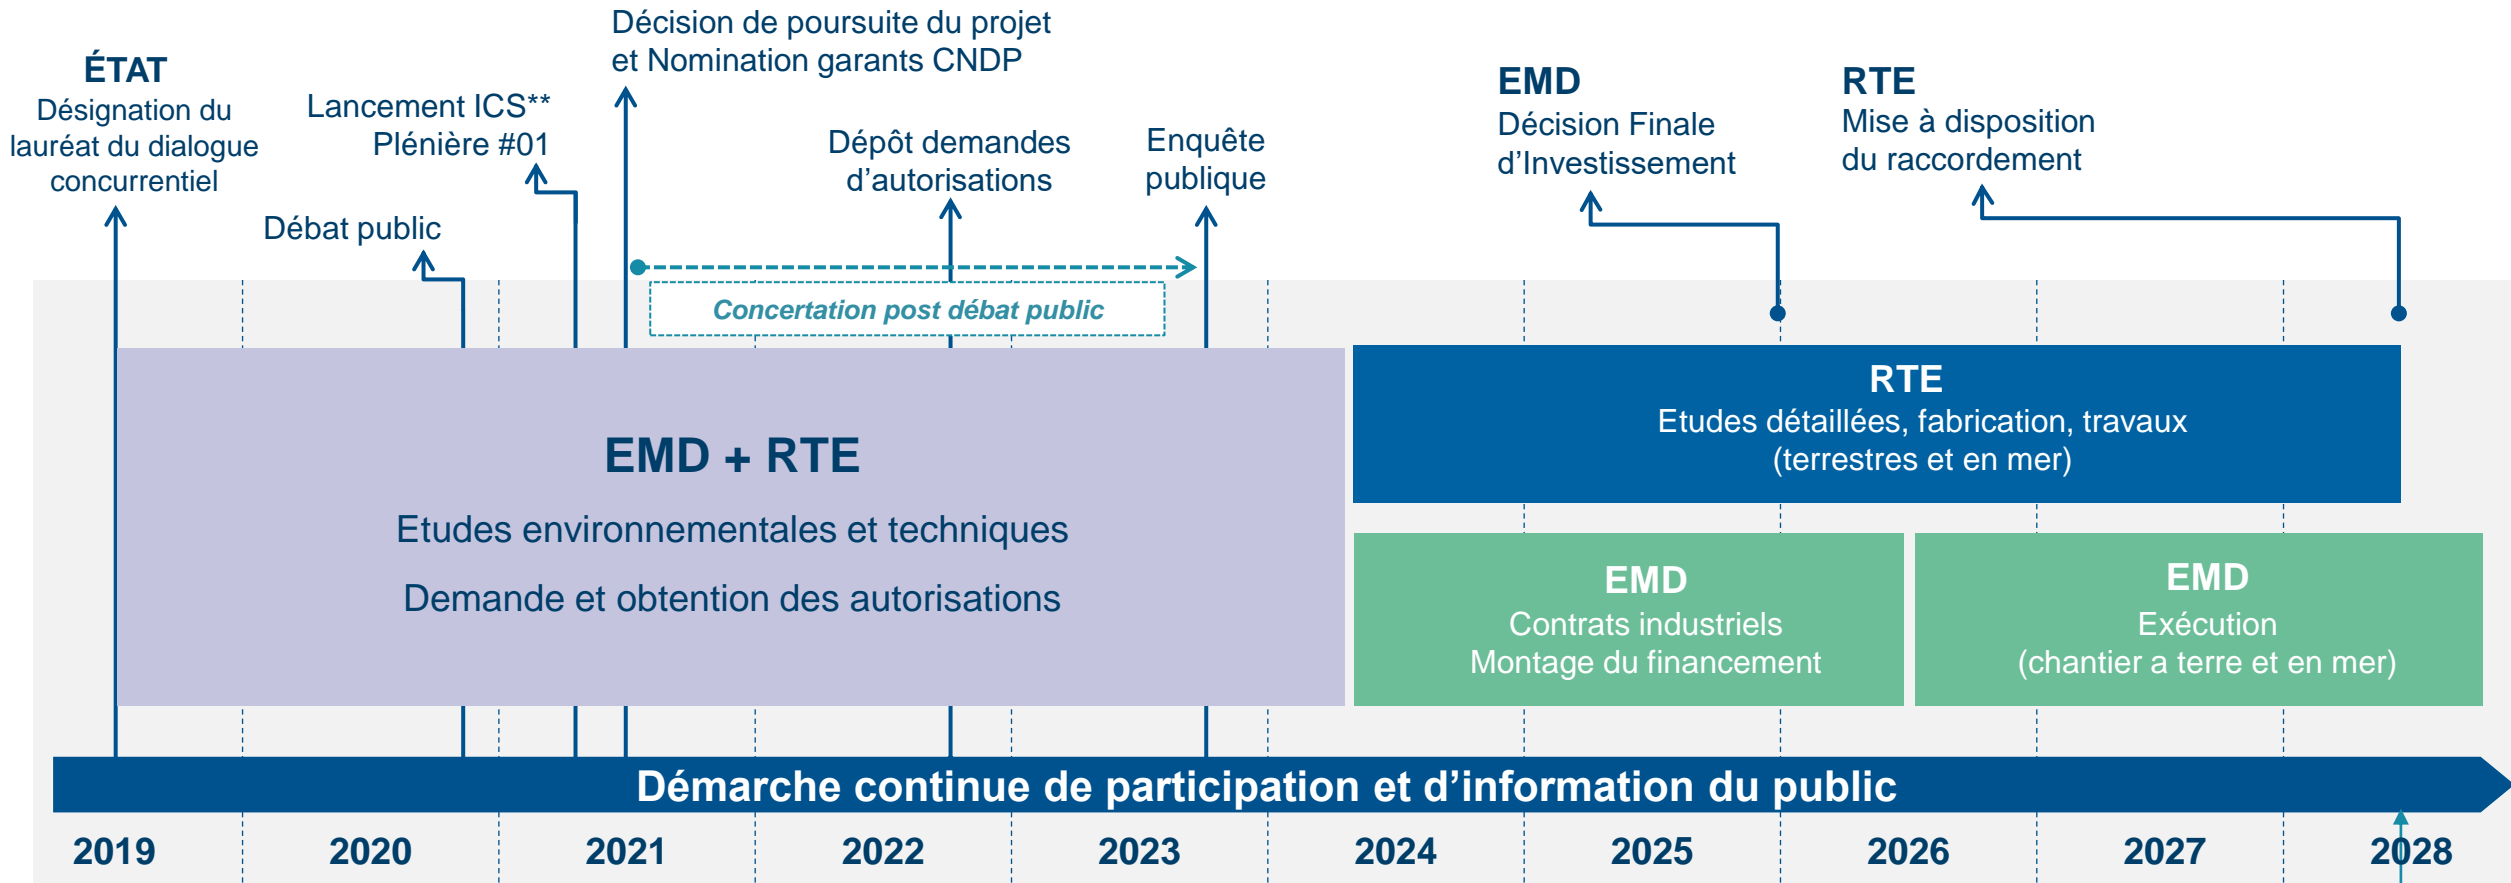 Décision de poursuite du projet
et Nomination garants CNDP
ÉTAT
Désignation du
lauréat du dialogue
concurrentiel
Lancement ICS**
Plénière #01
Débat public
Dépôt demandes
d'autorisations
Enquête
publique
EMD
Décision Finale
d'Investissement
RTE
Mise à disposition
du raccordement
Concertation post débat public
EMD + RTE
Etudes environnementales et techniques
Demande et obtention des autorisations
RTE
Etudes détaillées, fabrication, travaux
(terrestres et en mer)
EMD
Contrats industriels
Montage du financement
EMD
Exécution
(chantier a terre et en mer)
Démarche continue de participation et d'information du public
2019 2020 2021 2022 2023 2024 2025 2026 2027 2028